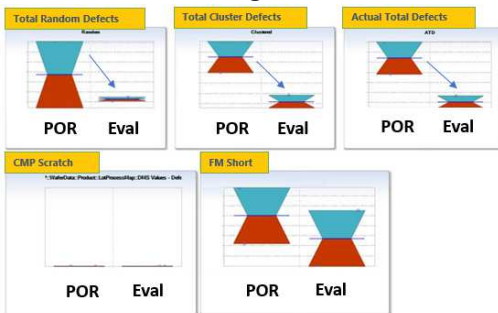 Total Random Defects
Random
POR Eval
Total Cluster Defects
Clustered
POR Eval
Actual Total Defects
ATD
POR Eval
CMP Scratch
POR Eval
FM Short
POR Eval